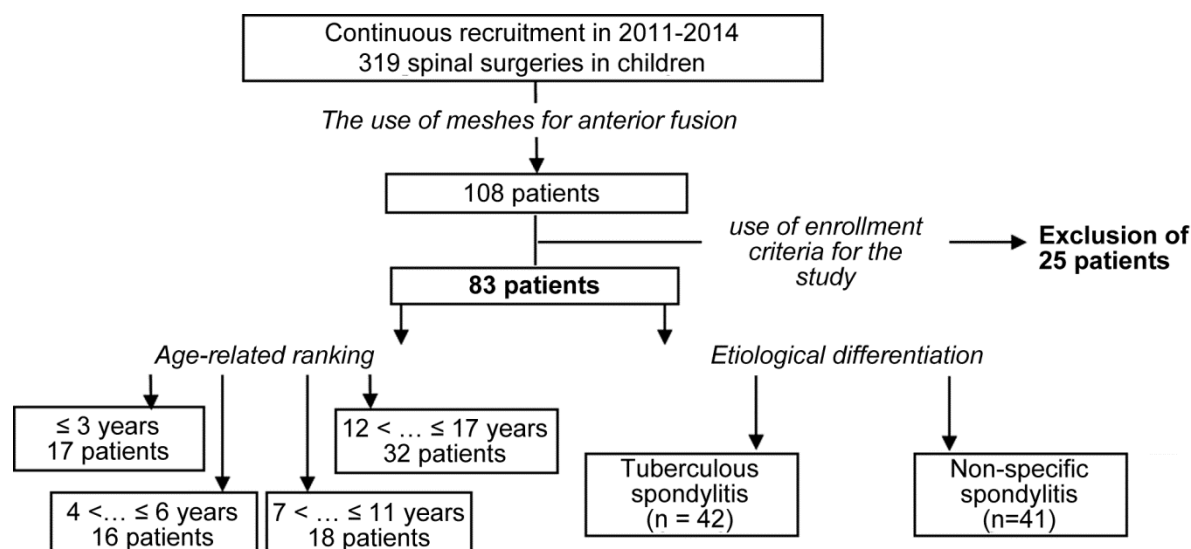 Continuous recruitment in 2011-2014
319 spinal surgeries in children
The use of meshes for anterior fusion
108 patients
use of enrollment
criteria for the
study
Exclusion of
25 patients
83 patients
Age-related ranking
Etiological differentiation
≤ 3 years
17 patients
12 < ... ≤ 17 years
32 patients
4 <... ≤ 6 years
16 patients
7 < ... ≤ 11 years
18 patients
Tuberculous
spondylitis
(n = 42)
Non-specific
spondylitis
(n=41)